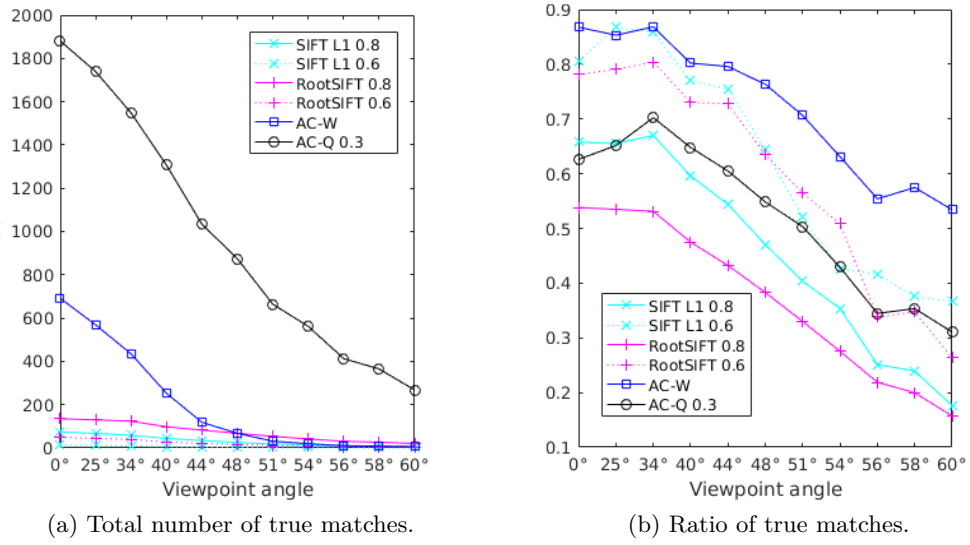 2000
1800
1600
1400
1200
1000
800
600
400
200
0
SIFT L1 0.8
SIFT L1 0.6
RootSIFT 0.8
RootSIFT 0.6
AC-W
AC-Q 0.3
0° 25° 34° 40° 44° 48° 51° 54° 56° 58° 60°
Viewpoint angle
(a) Total number of true matches.
0.9
0.8
0.7
0.6
0.5
0.4
0.3
0.2
0.1
SIFT L1 0.8
SIFT L1 0.6
RootSIFT 0.8
RootSIFT 0.6
AC-W
AC-Q 0.3
0° 25° 34° 40° 44° 48° 51° 54° 56° 58° 60°
Viewpoint angle
(b) Ratio of true matches.